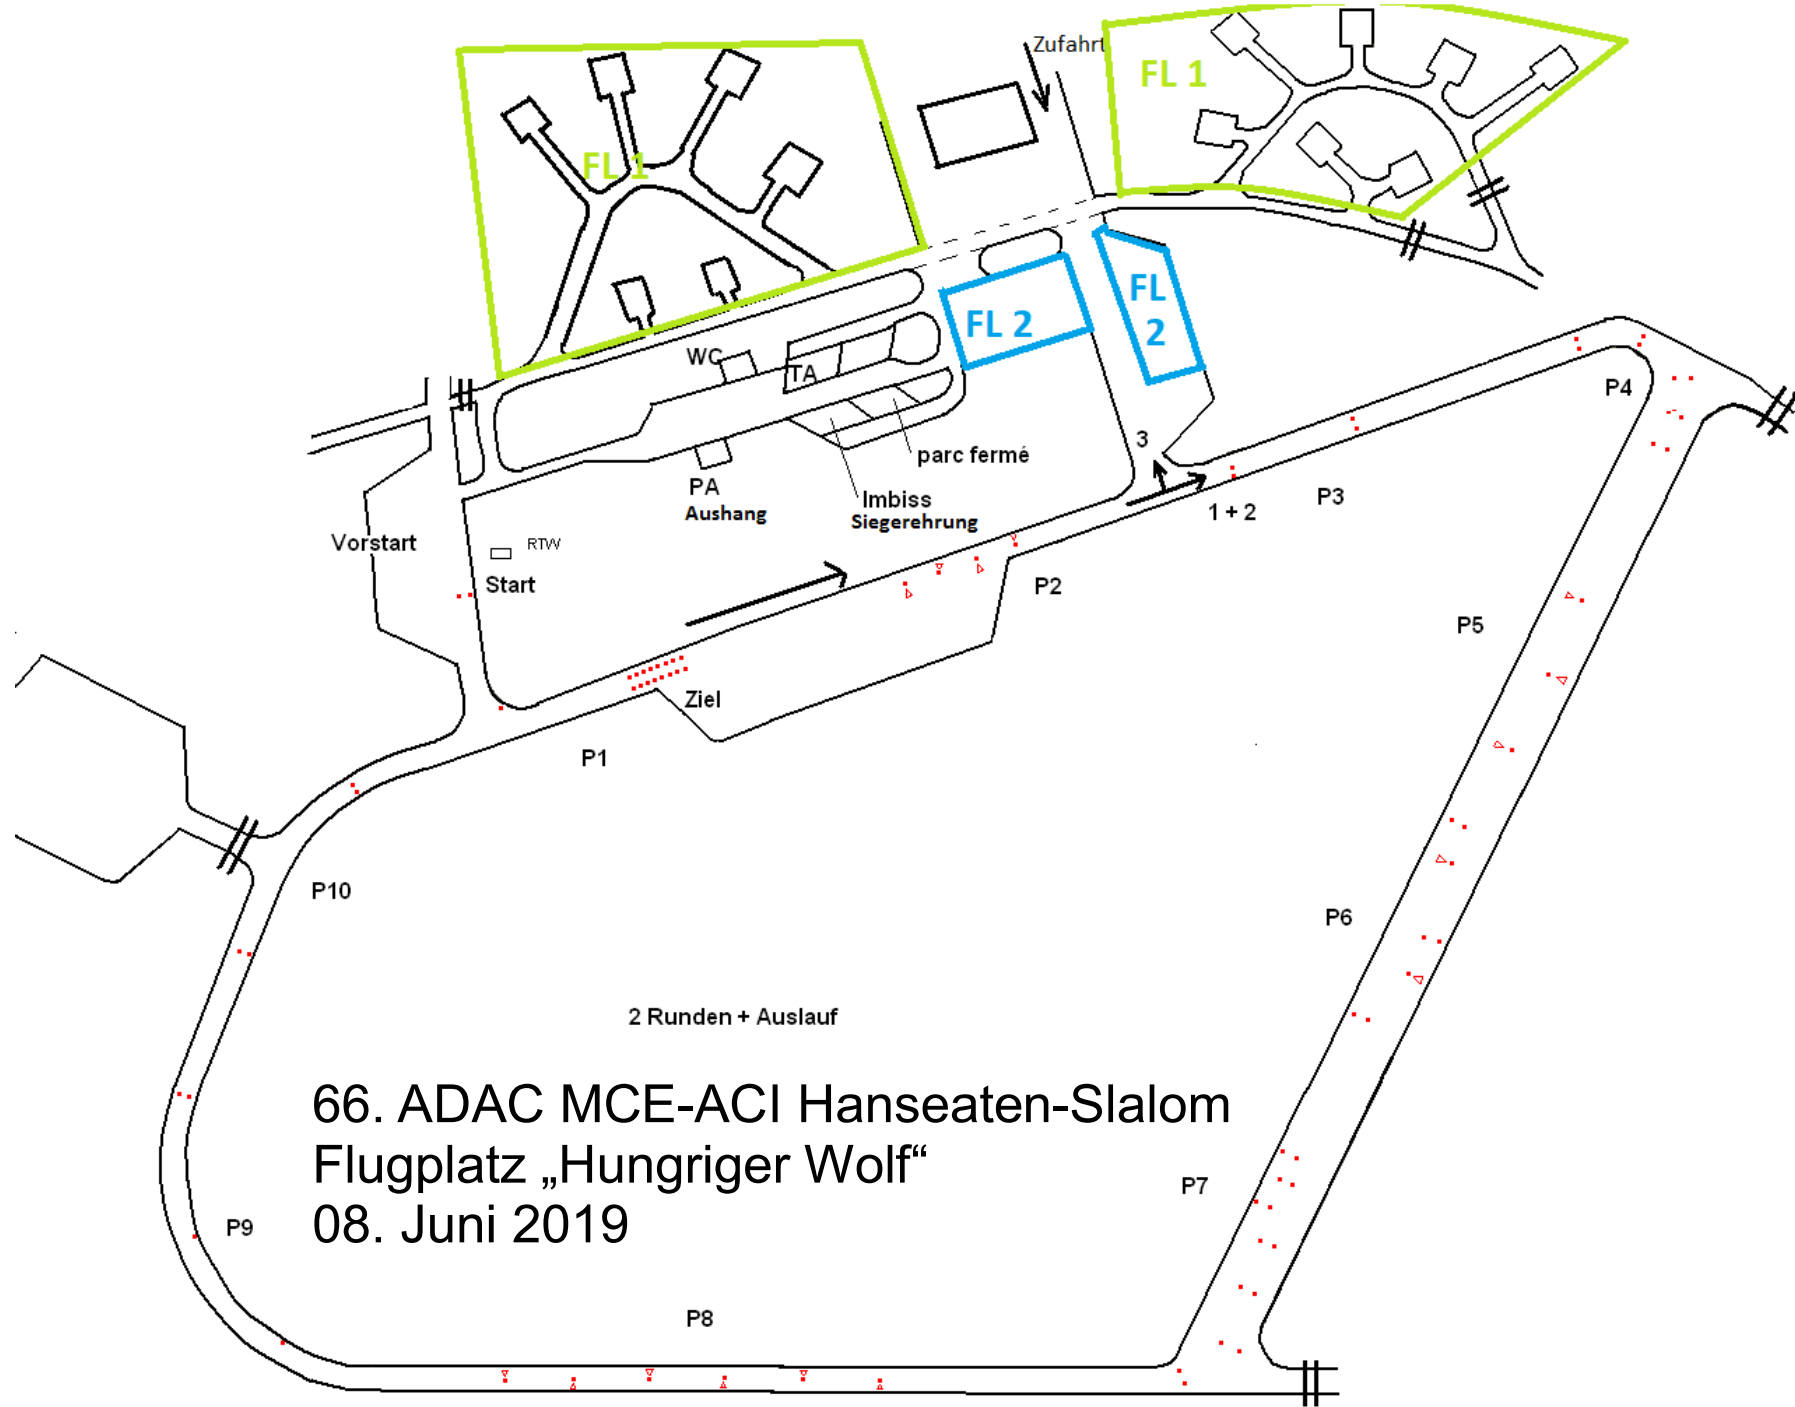 Zufahrt
FL 1
FL 1
FL 2
FL
2
WC
TA
parc fermé
3
P4
PA
Aushang
Imbiss
Siegerehrung
1 + 2
P3
Vorstart
RTW
Start
P2
P5
Ziel
P1
P10
P6
2 Runden + Auslauf
66. ADAC MCE-ACI Hanseaten-Slalom
Flugplatz „Hungriger Wolf“
08. Juni 2019
P7
P9
P8